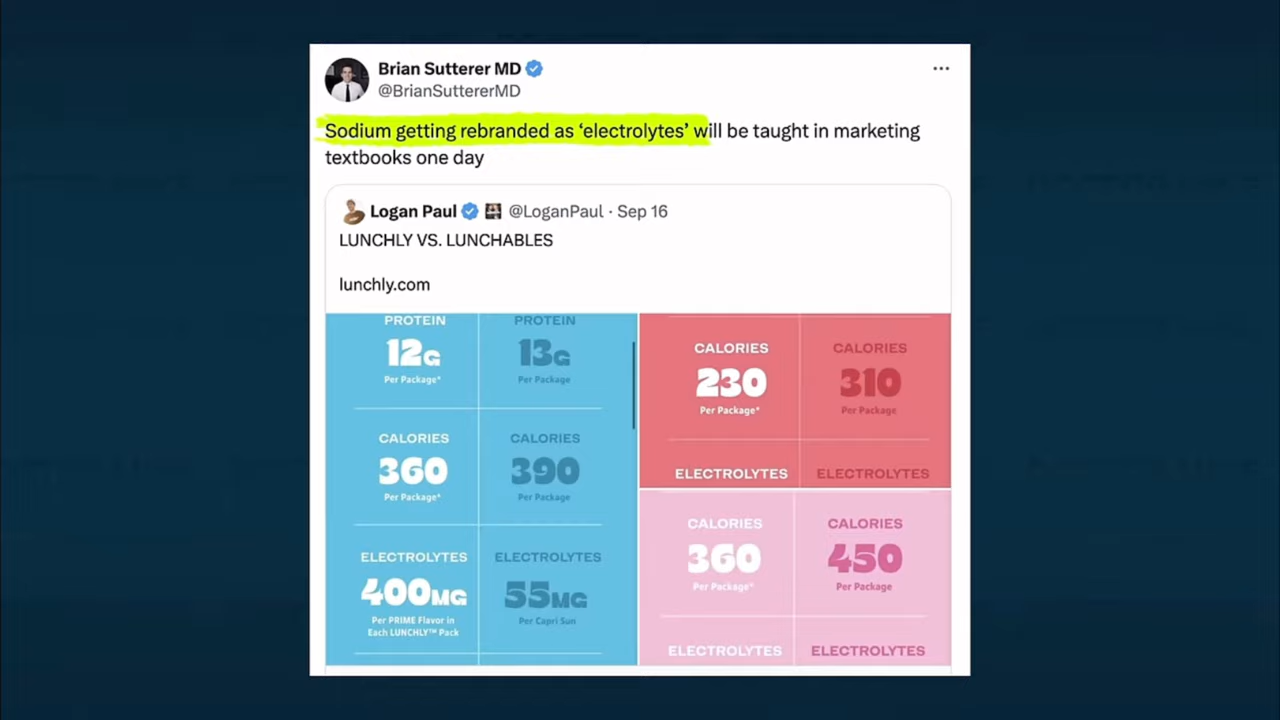 Brian Sutterer MD
@BrianSuttererMD
Sodium getting rebranded as ‘electrolytes’ will be taught in marketing
textbooks one day
Logan Paul @LoganPaul · Sep 16
LUNCHLY VS. LUNCHABLES
lunchly.com
PROTEIN PROTEIN
12G 13G
Per Package* Per Package
CALORIES CALORIES
360 390
Per Package* Per Package
ELECTROLYTES ELECTROLYTES
400MG 55MG
Per PRIME Flavor in Per Capri Sun
Each LUNCHLY™ Pack
CALORIES CALORIES
230 310
Per Package* Per Package
ELECTROLYTES ELECTROLYTES
CALORIES CALORIES
360 450
Per Package* Per Package
ELECTROLYTES ELECTROLYTES